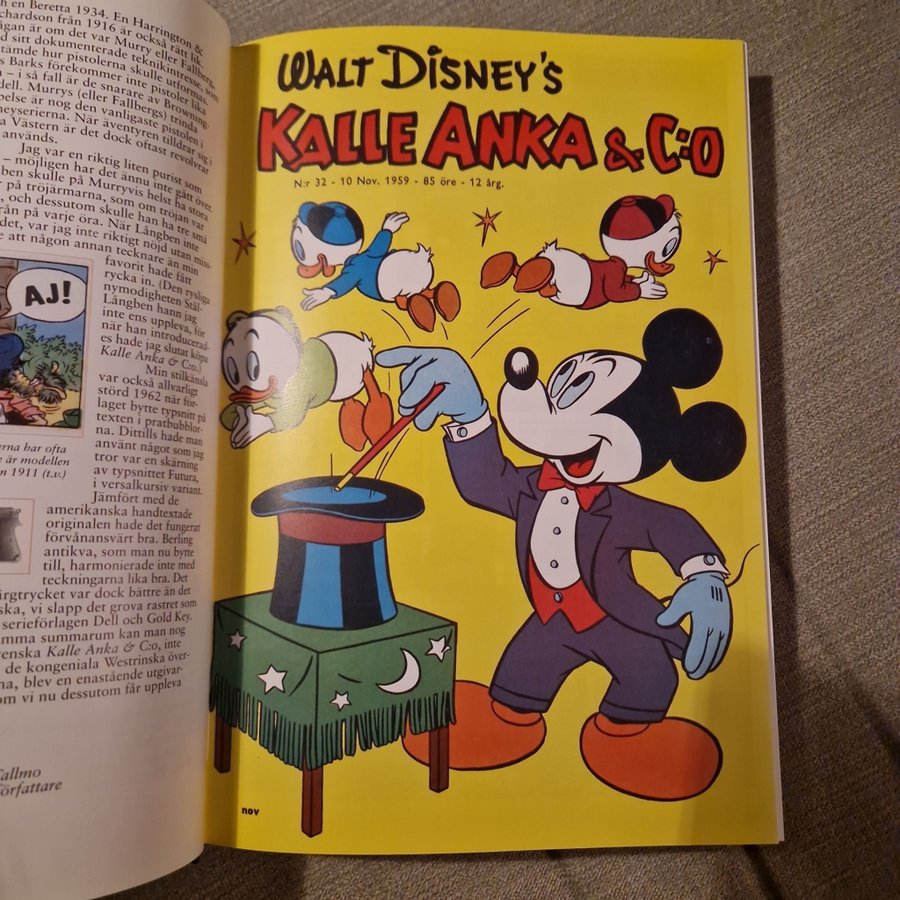 en Beretta 1934. En Harrington &
chardson från 1916 är också rätt lik.
ågan är om det var Murry eller Fallberg,
d sitt dokumenterade teknikintresse, som
tämde hur pistolerna skulle utformas.
s Barks förekommer inte pistoler lika
– i så fall är de snarare av Browning-
dell. Murrys (eller Fallbergs) trinda
pelse är nog den vanligaste pistolen i
neyserierna. När äventyren tilldrar sig i
a Västern är det dock oftast revolvrar
används.
Jag var en riktig liten purist som
– möjligen har det ännu inte gått över.
ben skulle på Murryvis helst ha stora
r på tröjärmarna, som om tröjan var
, och dessutom skulle han ha tre små
rån på varje öra. När Långben inte
det, var jag inte riktigt nöjd utan miss-
e att någon annan tecknare än min
favorit hade fått
rycka in. (Den rysliga
nymodigheten Stål-
Långben hann jag
inte ens uppleva, för
när han introducerad-
es hade jag slutat köpa
Kalle Anka & C:o.)
Min stilkänsla
var också allvarligt
störd 1962 när för-
laget bytte typsnitt på
texten i pratbubblor-
na. Dittills hade man
använt något som jag
tror var en skärning
av typsnittet Futura,
i versalkursiv variant.
Jämfört med de
amerikanska handtextade
originalen hade det fungerat
förvånansvärt bra. Berling
antikva, som man nu bytte
till, harmonierade inte med
teckningarna lika bra. Det
färgtrycket var dock bättre än det
ska, vi slapp det grova rastret som
serieförlagen Dell och Gold Key.
amma summarum kan man nog
venska Kalle Anka & C:o, inte
de kongeniala Westrinska över-
na, blev en enastående utgivar-
om vi nu dessutom får uppleva
AJ!
erna har ofta
e är modellen
n 1911 (t.v.)
Tallmo
författare
WALT DISNEY'S
KALLE ANKA & C:O
N:r 32 - 10 Nov. 1959 - 85 öre - 12 årg.
nov